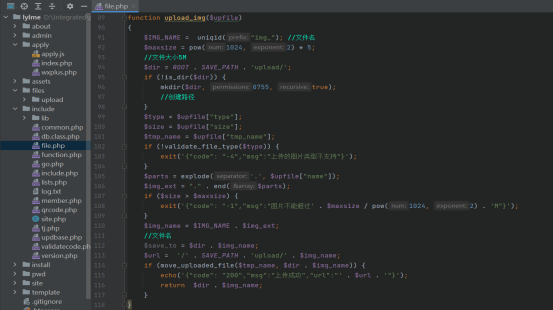 file.php
lylme D:\Untegrated
about
admin
apply
apply.js
index.php
wxplus.php
assets
files
upload
include
lib
common.php
db.class.php
file.php
function.php
go.php
include.php
lists.php
log.txt
member.php
qrcode.php
site.php
tj.php
updbase.php
validatecode.php
version.php
install
pwd
site
template
.gitignore
89 function upload_img($upfile)
90 {
91 $IMG_NAME = uniqid( prefix: "img_"); //文件名
92 $maxsize = pow( num: 1024, exponent: 2) * 5;
93 //文件大小5M
94 $dir = ROOT . SAVE_PATH . 'upload/';
95 if (!is_dir($dir)) {
96 mkdir($dir, permissions: 0755, recursive: true);
97 //创建路径
98 }
99 $type = $upfile["type"];
100 $size = $upfile["size"];
101 $tmp_name = $upfile["tmp_name"];
102 if (!validate_file_type($type)) {
103 exit('{"code": "-4","msg":"上传的图片类型不支持"}');
104 }
105 $parts = explode( separator: '.', $upfile["name"]);
106 $img_ext = "." . end( &array: $parts);
107 if ($size > $maxsize) {
108 exit('{"code": "-1","msg":"图片不能超过' . $maxsize / pow( num: 1024, exponent: 2) . 'M"}');
109 }
110 $img_name = $IMG_NAME . $img_ext;
111 //文件名
112 $save_to = $dir . $img_name;
113 $url = '/' . SAVE_PATH . 'upload/' . $img_name;
114 if (move_uploaded_file($tmp_name, $dir . $img_name)) {
115 echo('{"code": "200","msg":"上传成功","url":"' . $url . '"}');
116 return $dir . $img_name;
117 }
118 }